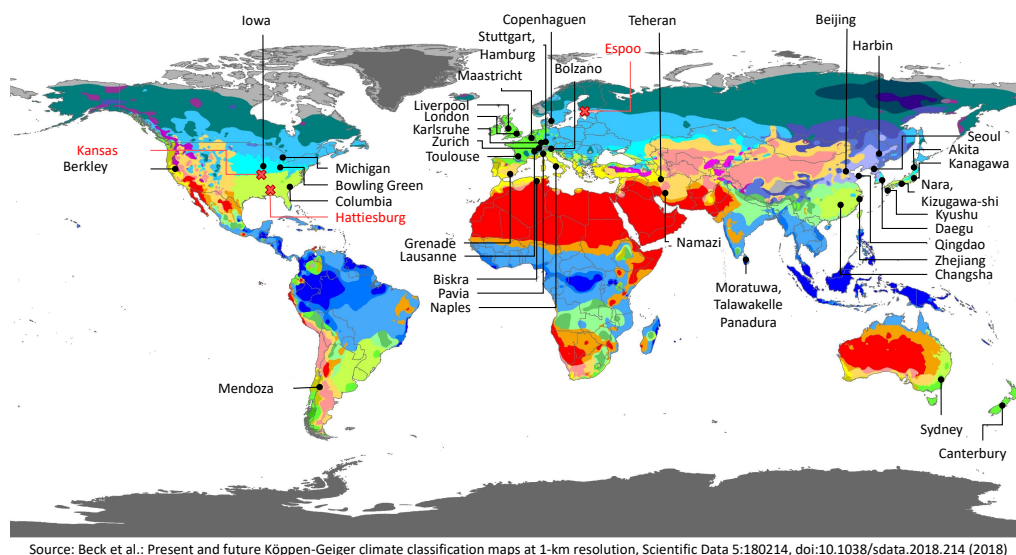 Iowa
Copenhaguen
Teheran
Beijing
Stuttgart,
Hamburg
Espoo
Harbin
Bolzano
Maastricht
Liverpool
London
Karlsruhe
Zurich
Toulouse
Kansas
Berkley
Michigan
Bowling Green
Columbia
Hattiesburg
Seoul
Akita
Kanagawa
Nara,
Kizugawa-shi
Kyushu
Daegu
Qingdao
Zhejiang
Changsha
Grenade
Lausanne
Namazi
Biskra
Pavia
Naples
Moratuwa,
Talawakelle
Panadura
Mendoza
Sydney
Canterbury
Source: Beck et al.: Present and future Köppen-Geiger climate classification maps at 1-km resolution, Scientific Data 5:180214, doi:10.1038/sdata.2018.214 (2018)